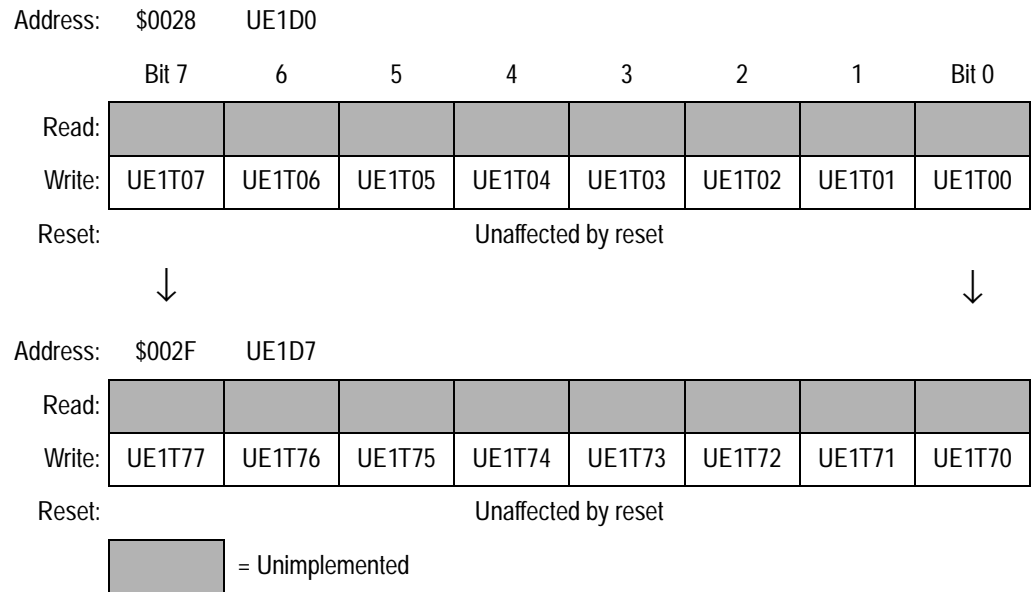 Address: $0028 UE1D0
Bit 7 6 5 4 3 2 1 Bit 0
Read:
Write: UE1T07 UE1T06 UE1T05 UE1T04 UE1T03 UE1T02 UE1T01 UE1T00
Reset: Unaffected by reset
↓ ↓
Address: $002F UE1D7
Read:
Write: UE1T77 UE1T76 UE1T75 UE1T74 UE1T73 UE1T72 UE1T71 UE1T70
Reset: Unaffected by reset
= Unimplemented